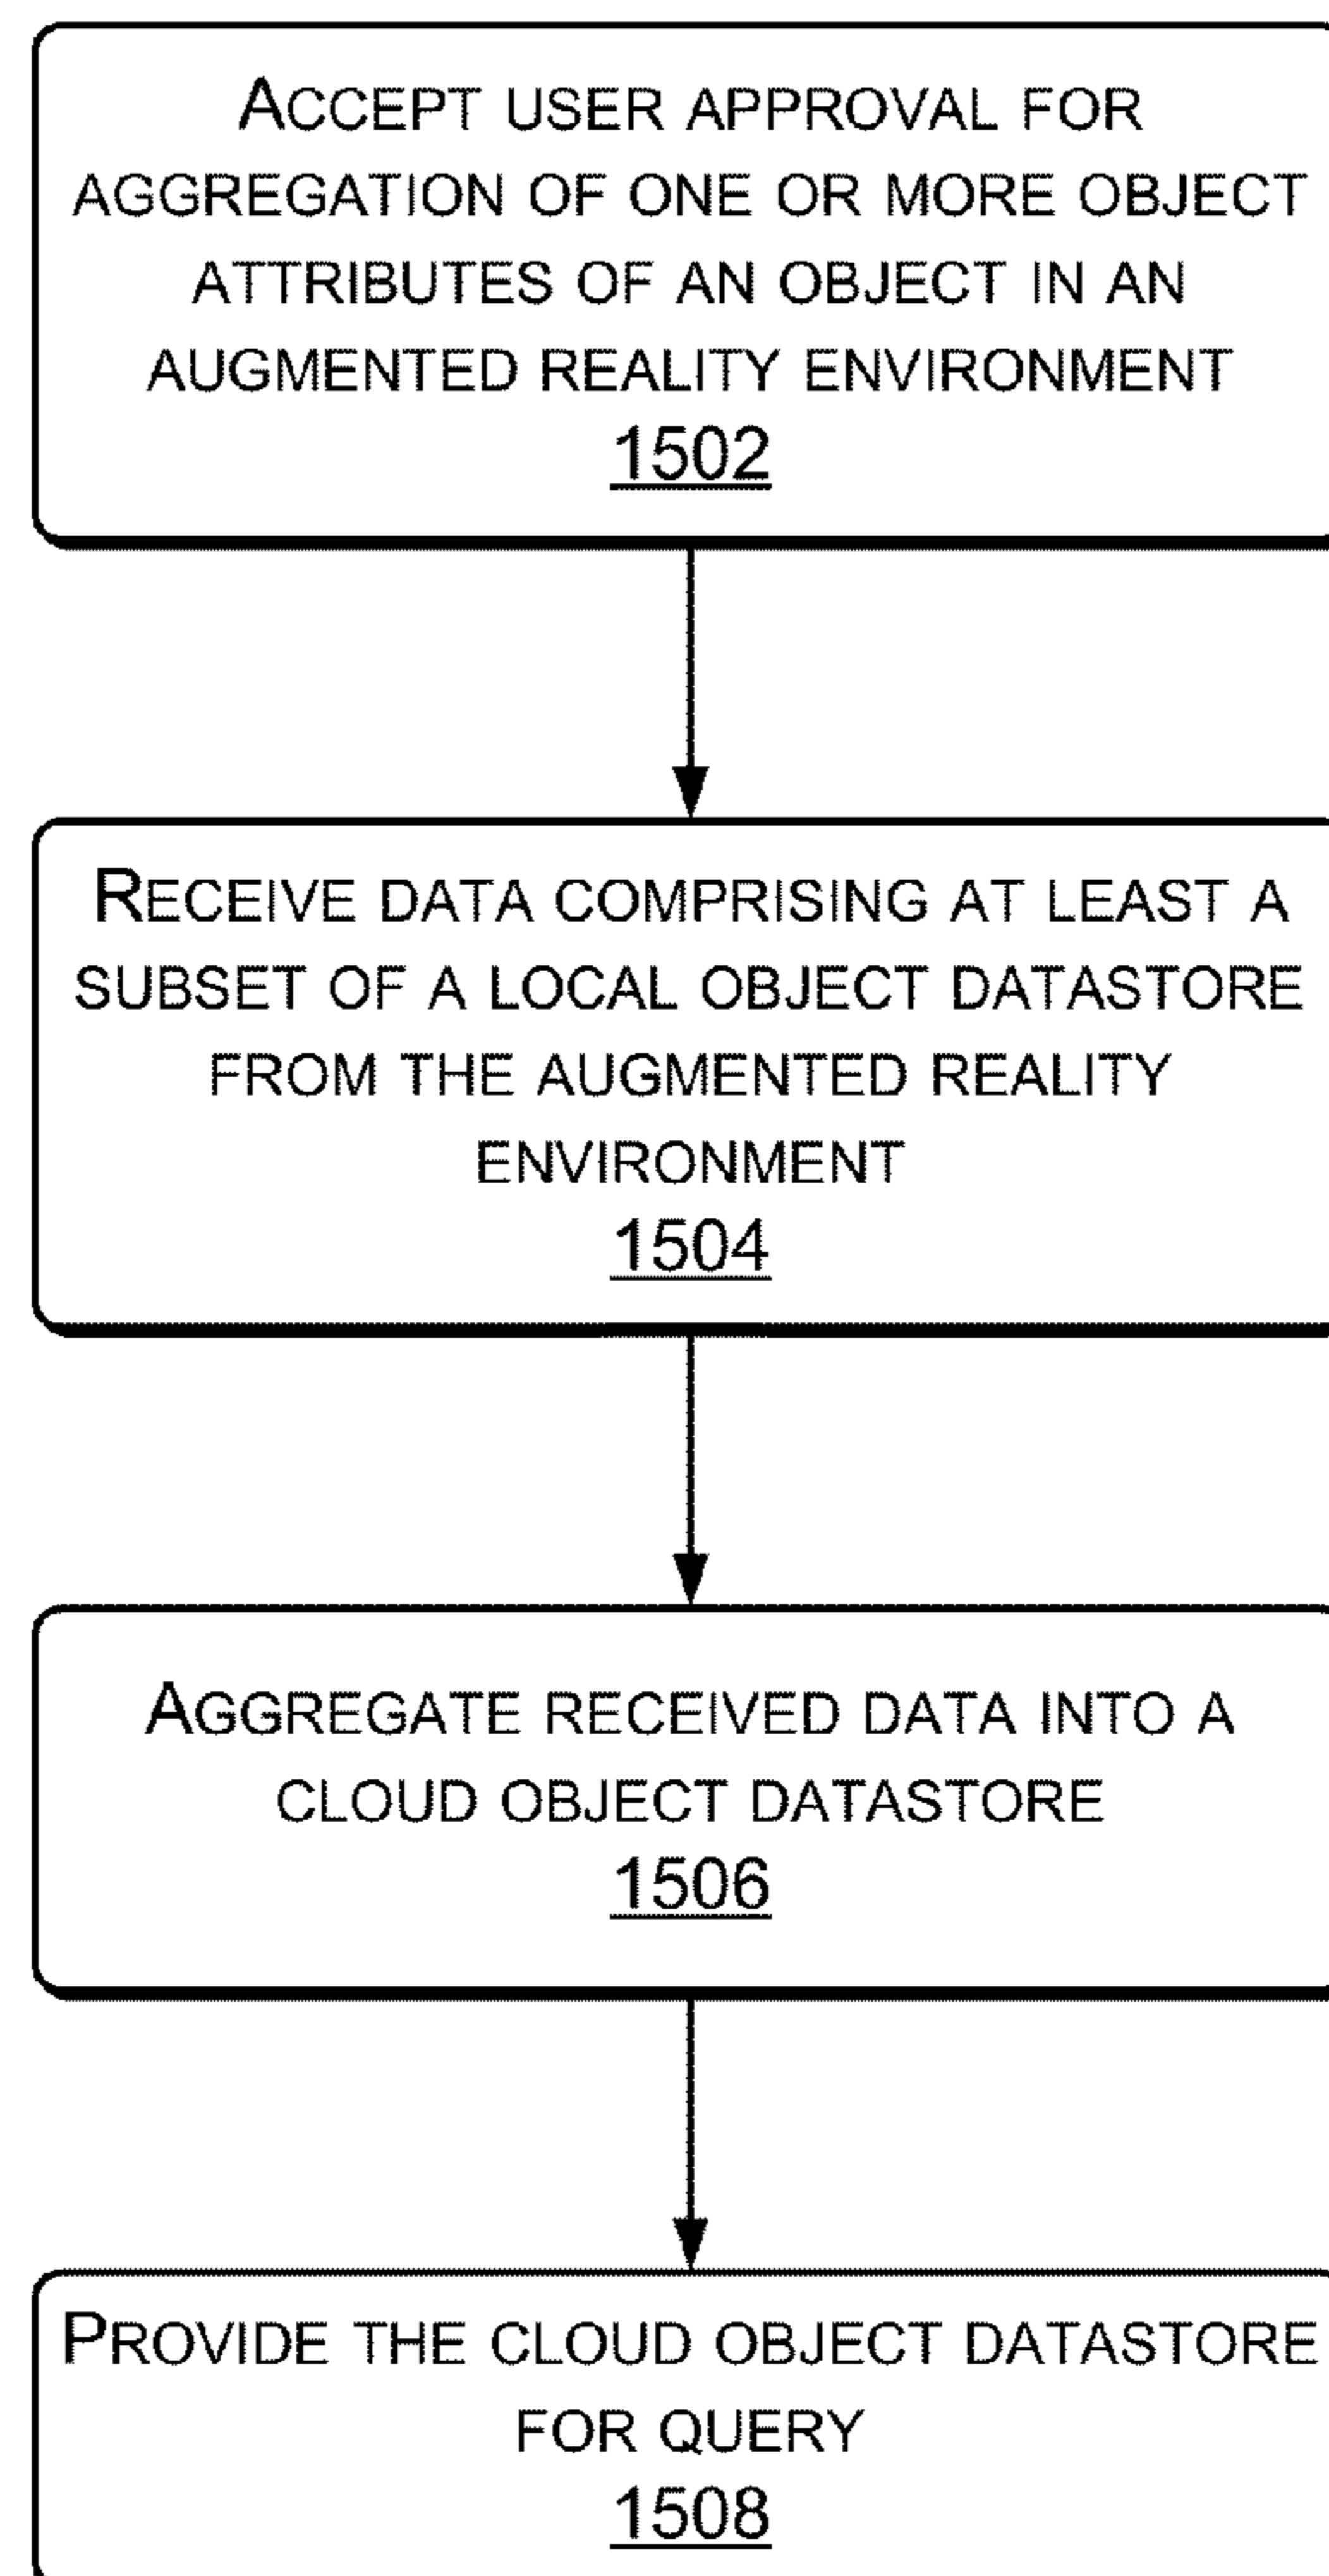 ACCEPT USER APPROVAL FOR
AGGREGATION OF ONE OR MORE OBJECT
ATTRIBUTES OF AN OBJECT IN AN
AUGMENTED REALITY ENVIRONMENT
1502
RECEIVE DATA COMPRISING AT LEAST A
SUBSET OF A LOCAL OBJECT DATASTORE
FROM THE AUGMENTED REALITY
ENVIRONMENT
1504
AGGREGATE RECEIVED DATA INTO A
CLOUD OBJECT DATASTORE
1506
PROVIDE THE CLOUD OBJECT DATASTORE
FOR QUERY
1508